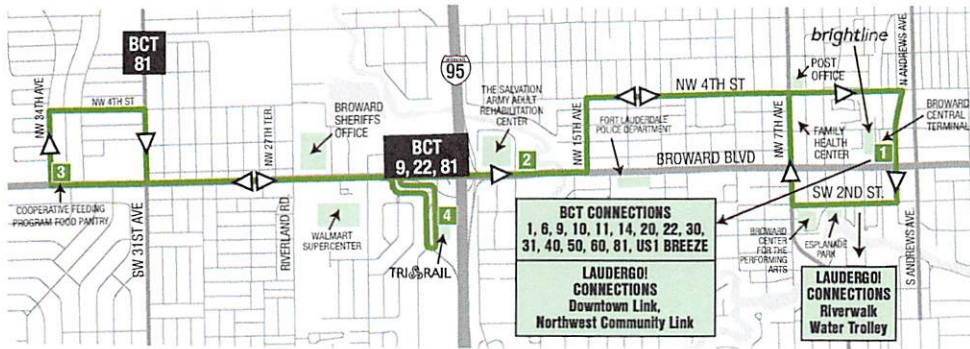 BCT
81
NW 34TH AVE
NW 4TH ST
3
COOPERATIVE FEEDING
PROGRAM FOOD PANTRY
SW 31ST AVE
NW 27TH TER.
RIVERLAND RD.
BROWARD
SHERIFFS
OFFICE
WALMART
SUPERCENTER
BCT
9, 22, 81
4
TRI RAIL
INTERSTATE
95
THE SALVATION
ARMY ADULT
REHABILITATION
CENTER
2
NW 15TH AVE
FORT LAUDERDALE
POLICE DEPARTMENT
BROWARD BLVD
NW 4TH ST
NW 7TH AVE
brightline
POST
OFFICE
N ANDREWS AVE.
BROWARD
CENTRAL
TERMINAL
FAMILY
HEALTH
CENTER
1
SW 2ND ST.
BROWARD
CENTER
FOR THE
PERFORMING
ARTS
ESPLANADE
PARK
S ANDREWS AVE.
BCT CONNECTIONS
1, 6, 9, 10, 11, 14, 20, 22, 30,
31, 40, 50, 60, 81, US1 BREEZE
LAUDERGO!
CONNECTIONS
Downtown Link,
Northwest Community Link
LAUDERGO!
CONNECTIONS
Riverwalk
Water Trolley